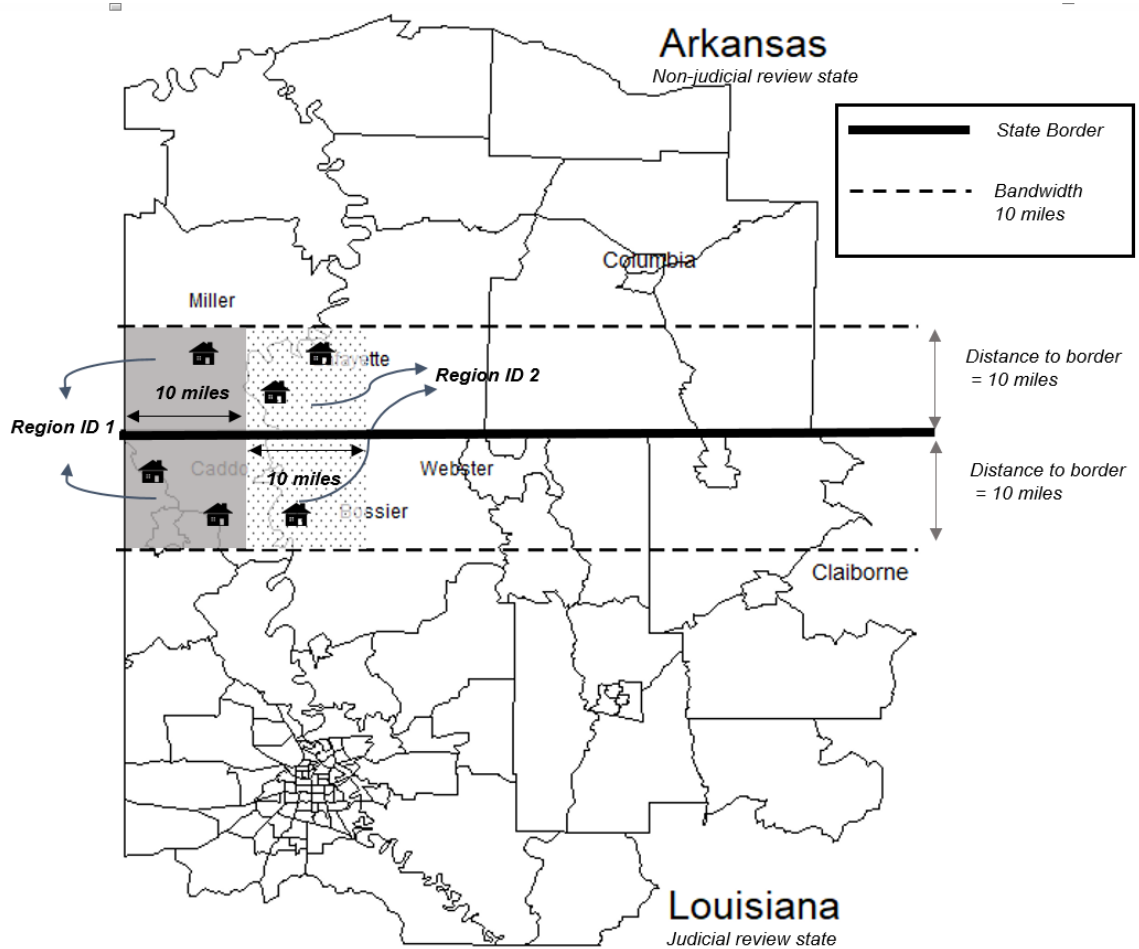 Arkansas
Non-judicial review state
State Border
Bandwidth
10 miles
Columbia
Miller
Distance to border
= 10 miles
Region ID 2
10 miles
Region ID 1
Caddo
Webster
10 miles
Distance to border
= 10 miles
Bossier
Claiborne
Louisiana
Judicial review state